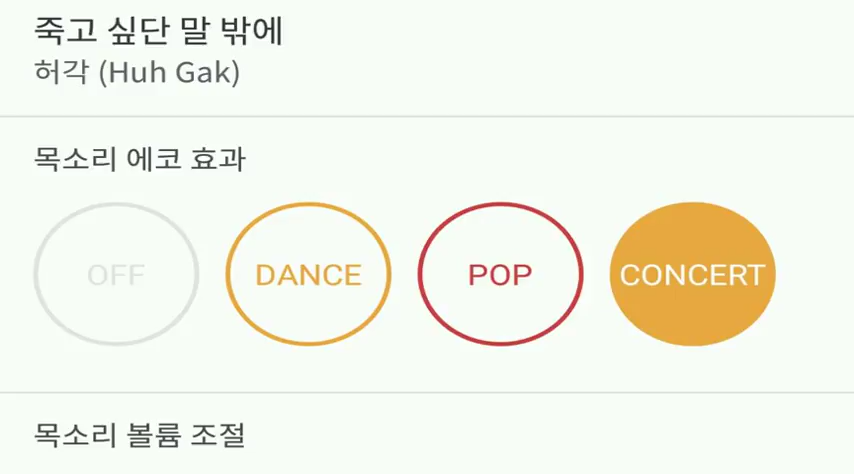 죽고 싶단 말 밖에
허각 (Huh Gak)
목소리 에코 효과
OFF DANCE POP CONCERT
목소리 볼륨 조절